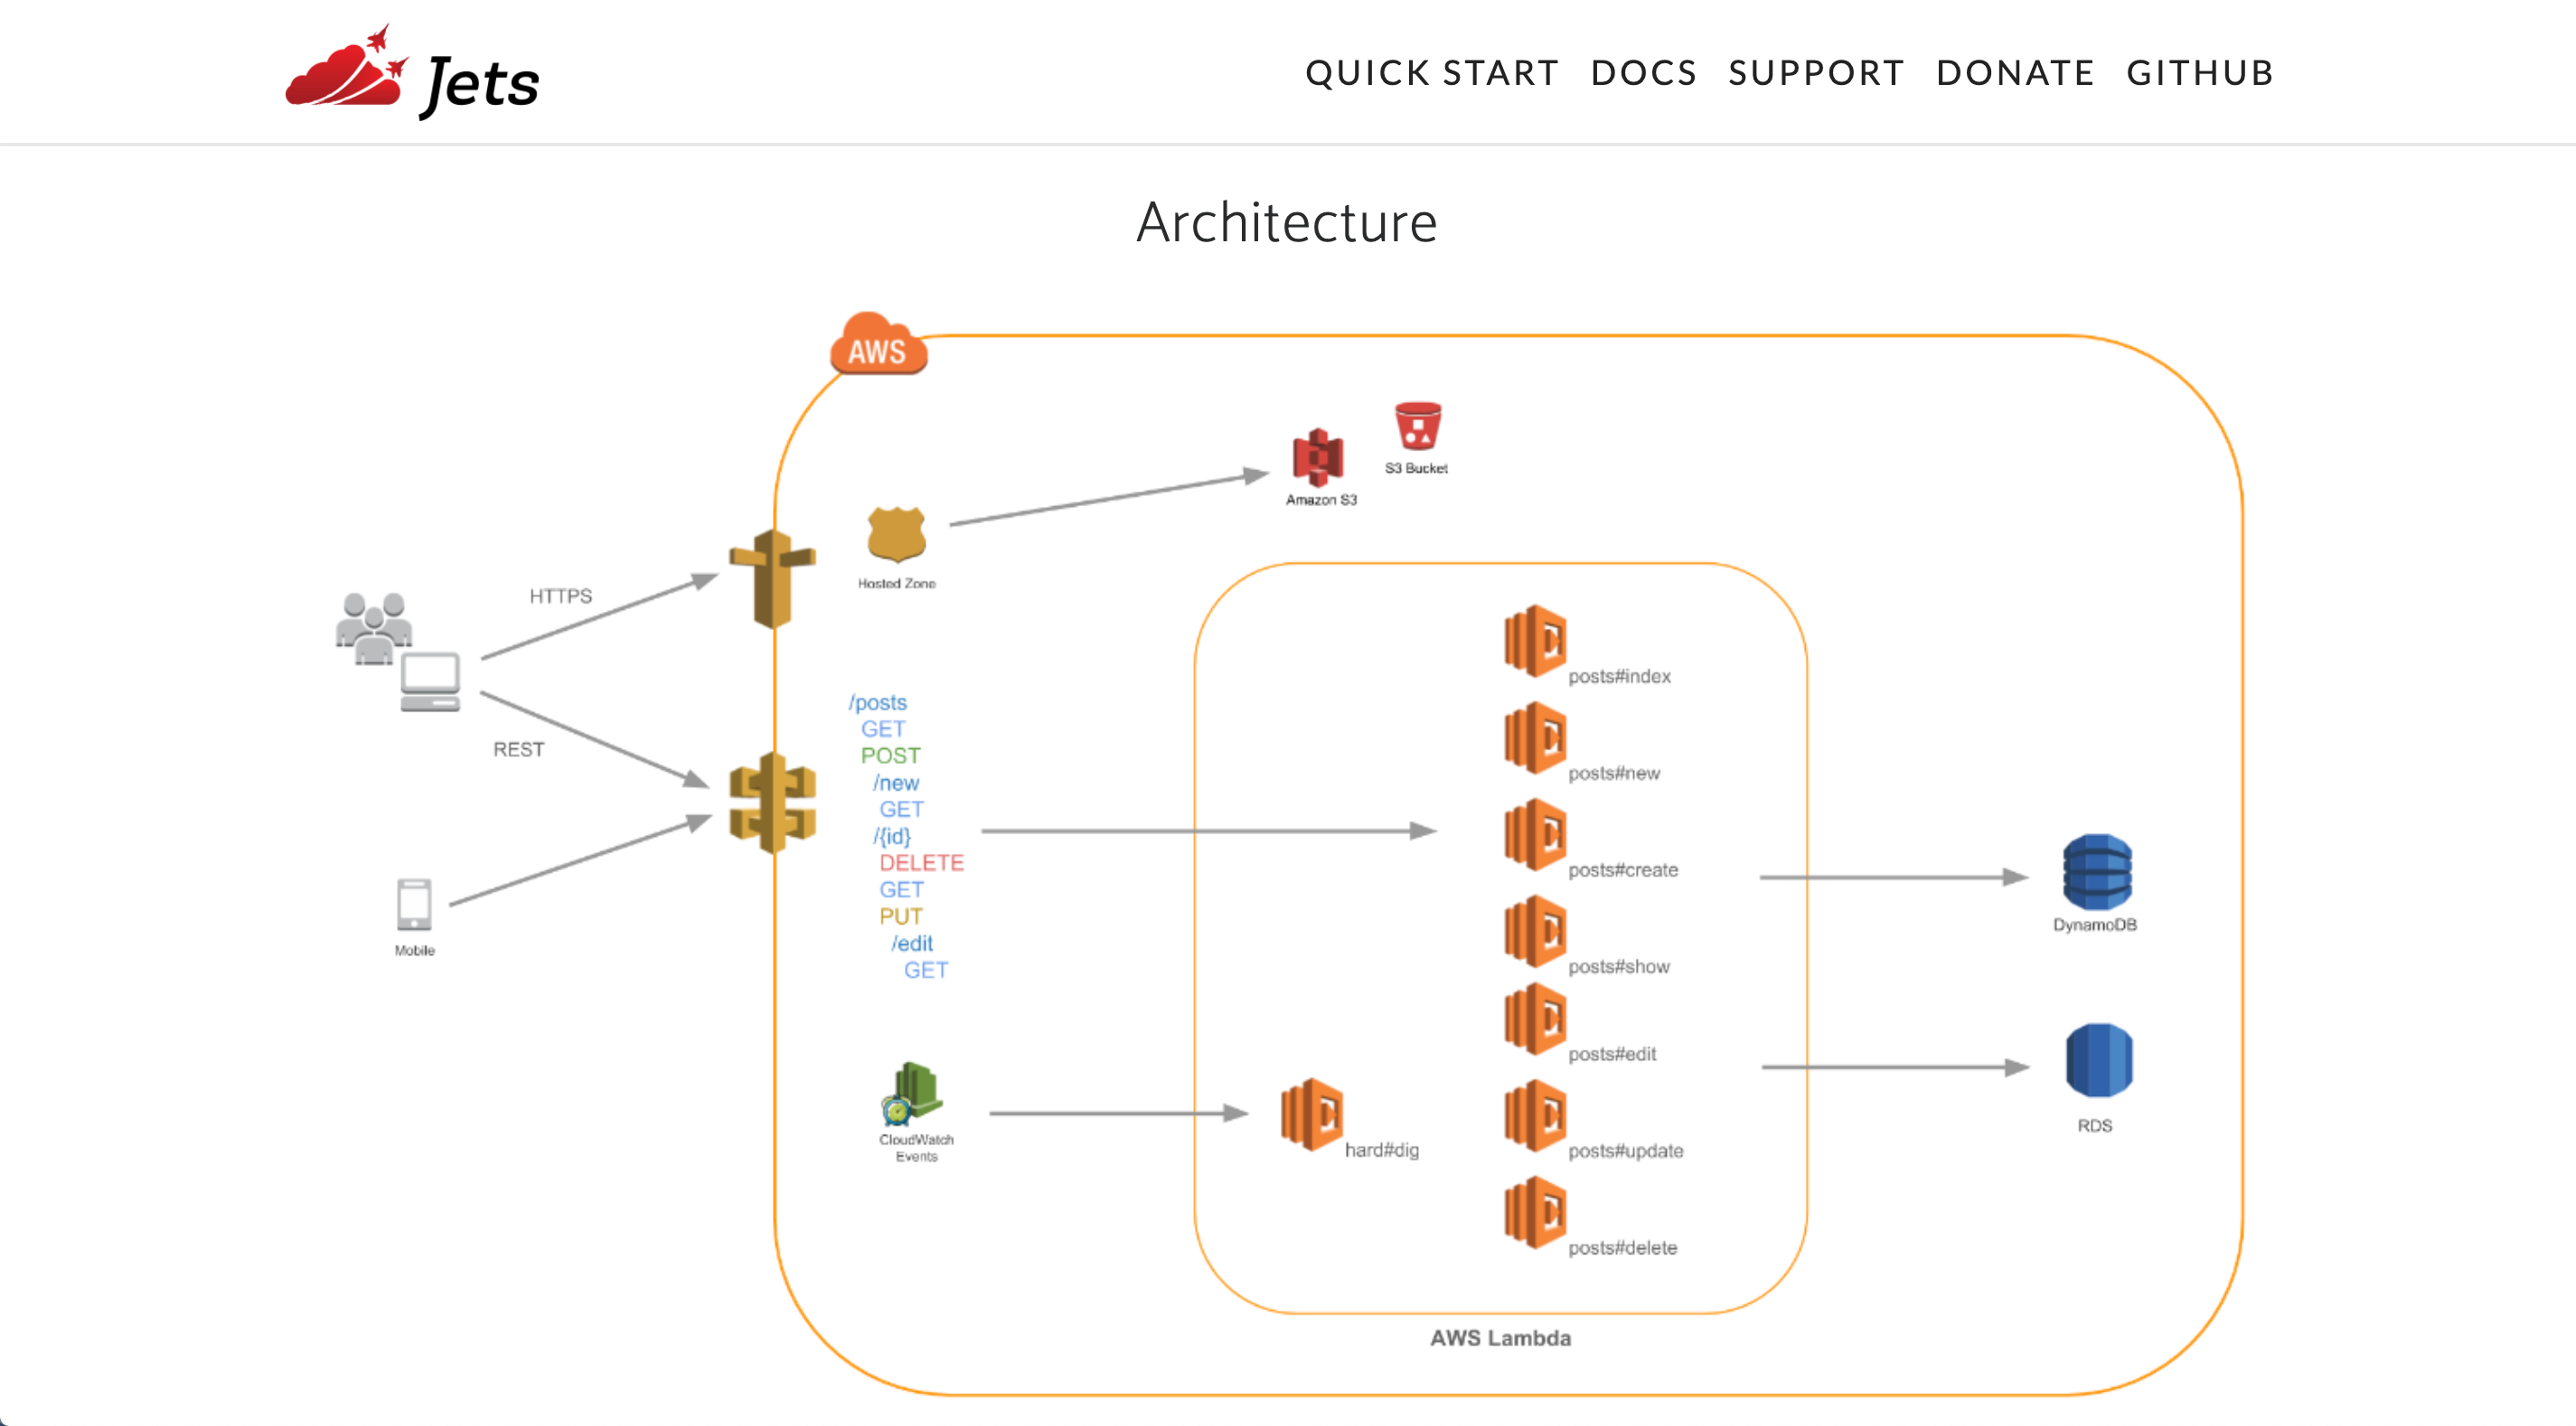 Jets
QUICK START DOCS SUPPORT DONATE GITHUB
Architecture
AWS
S3 Bucket
Amazon S3
Hosted Zone
HTTPS
REST
Mobile
/posts
GET
POST
/new
GET
/{id}
DELETE
GET
PUT
/edit
GET
CloudWatch
Events
hard#dig
posts#index
posts#new
posts#create
posts#show
posts#edit
posts#update
posts#delete
AWS Lambda
DynamoDB
RDS